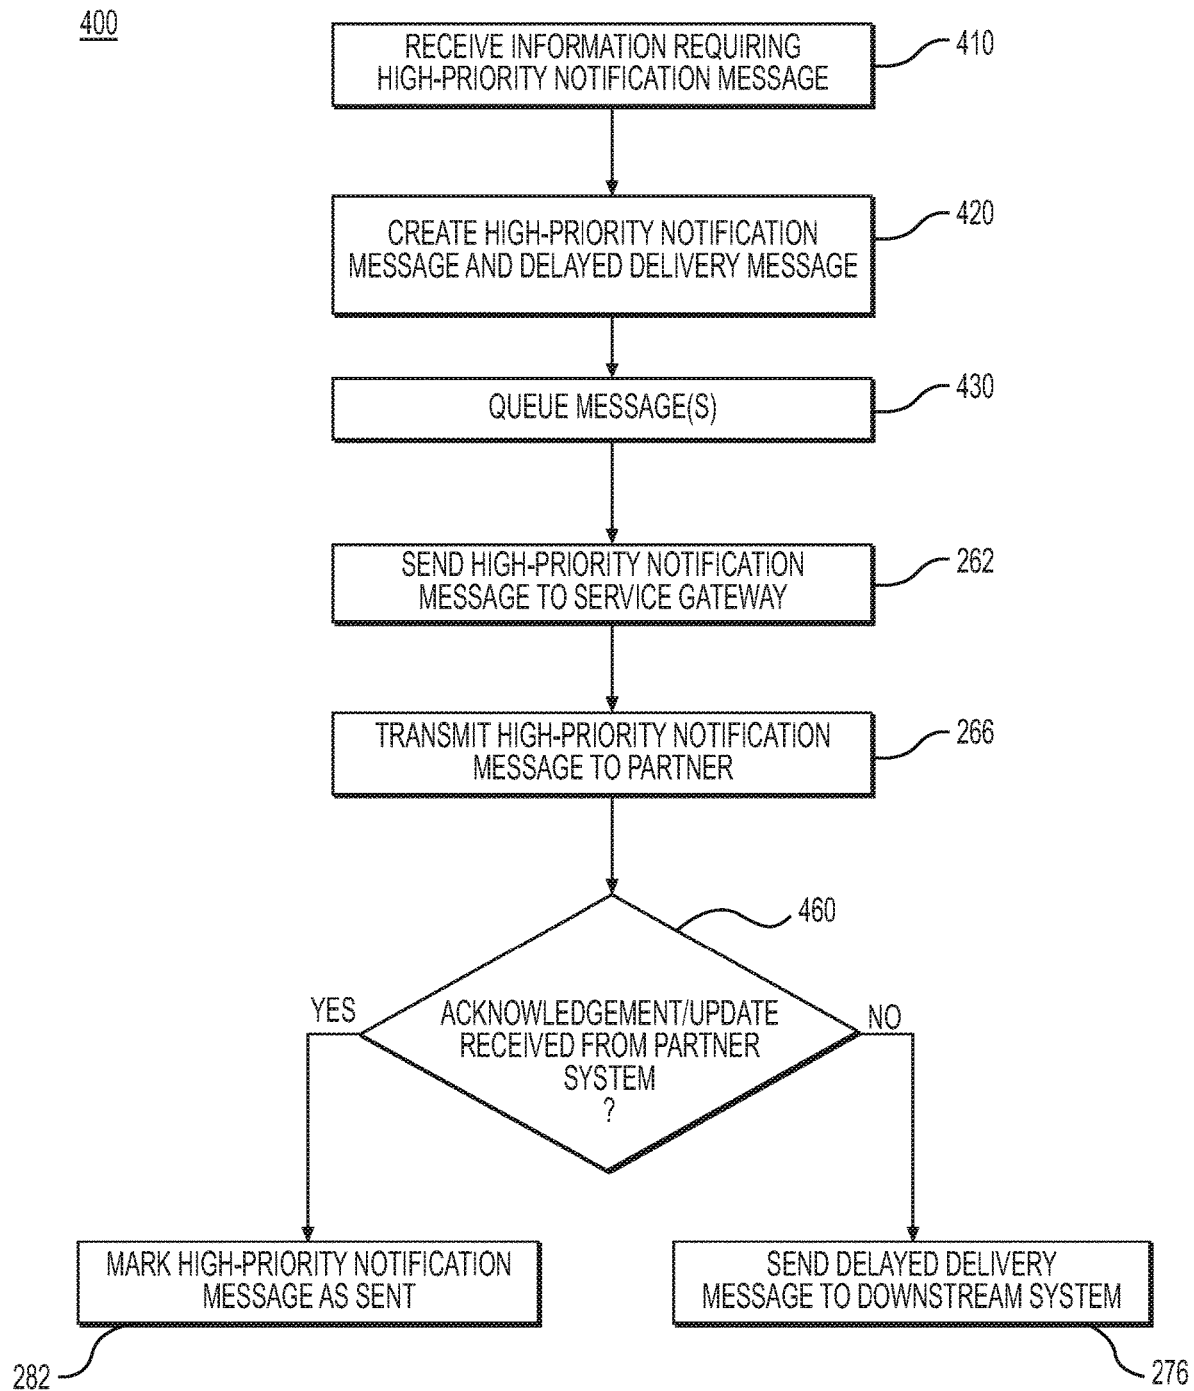 400
RECEIVE INFORMATION REQUIRING
HIGH-PRIORITY NOTIFICATION MESSAGE
410
CREATE HIGH-PRIORITY NOTIFICATION
MESSAGE AND DELAYED DELIVERY MESSAGE
420
QUEUE MESSAGE(S)
430
SEND HIGH-PRIORITY NOTIFICATION
MESSAGE TO SERVICE GATEWAY
262
TRANSMIT HIGH-PRIORITY NOTIFICATION
MESSAGE TO PARTNER
266
460
YES
ACKNOWLEDGEMENT/UPDATE
RECEIVED FROM PARTNER
SYSTEM
?
NO
MARK HIGH-PRIORITY NOTIFICATION
MESSAGE AS SENT
282
SEND DELAYED DELIVERY
MESSAGE TO DOWNSTREAM SYSTEM
276